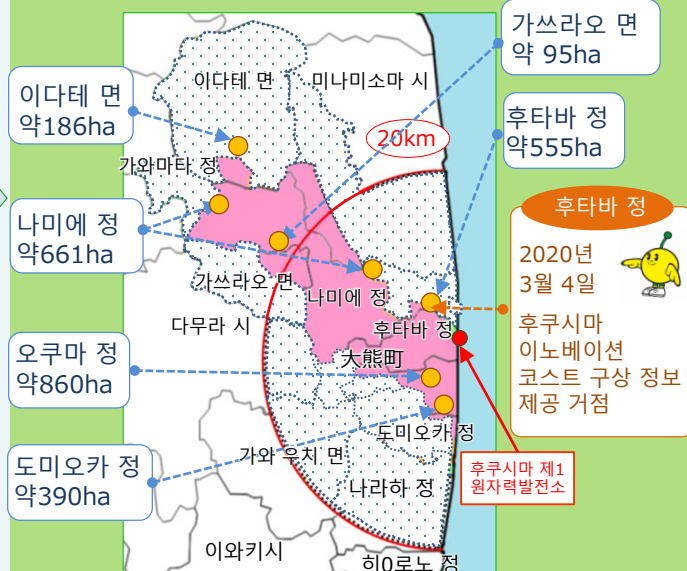 가쓰라오 면
약 95ha
이다테 면
미나미소마 시
이다테 면
약186ha
후타바 정
약555ha
20km
가와마타 정
나미에 정
약661ha
후타바 정
2020년
3월 4일
후쿠시마
이노베이션
코스트 구상 정보
제공 거점
가쓰라오 면
나미에 정
다무라 시
후타바 정
오쿠마 정
약860ha
大熊町
도미오카 정
도미오카 정
약390ha
가와 우치 면
후쿠시마 제1
원자력발전소
나라하 정
이와키시
히0로노 정